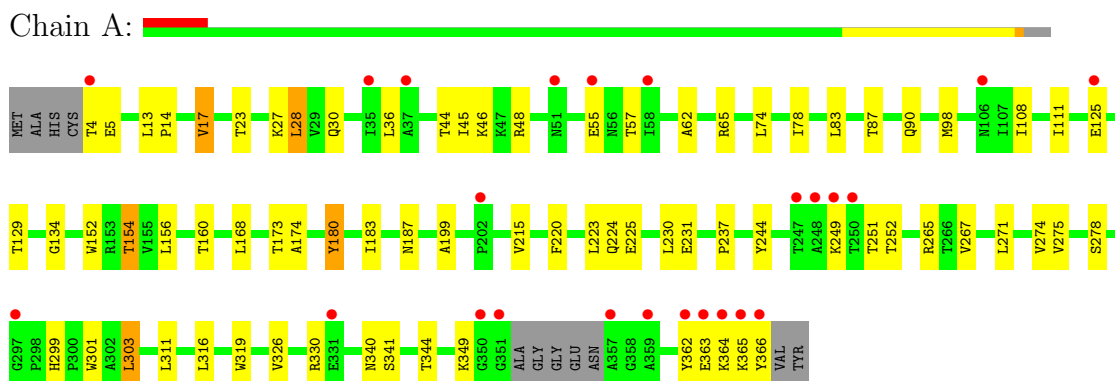 Chain A:
MET ALA HIS CYS T4 E5 L13 P14 V17 T23 K27 L28 V29 Q30 I35 L36 A37 T44 I45 K46 K47 R48 N51 E55 N56 T57 I58 A62 R65 L74 I78 L83 T87 Q90 M98 N106 I107 I108 I111 E125
T129 G134 W152 R153 T154 V155 L156 T160 L168 T173 A174 Y180 I183 N187 A199 P202 V215 F220 L223 Q224 E225 L230 E231 P237 Y244 T247 A248 K249 T250 T251 T252 R265 T266 V267 L271 V274 V275 S278
G297 P298 H299 P300 W301 A302 L303 L311 L316 W319 V326 R330 E331 N340 S341 T344 K349 G350 G351 ALA GLY GLY GLU ASN A357 G358 A359 Y362 E363 K364 K365 Y366 VAL TYR